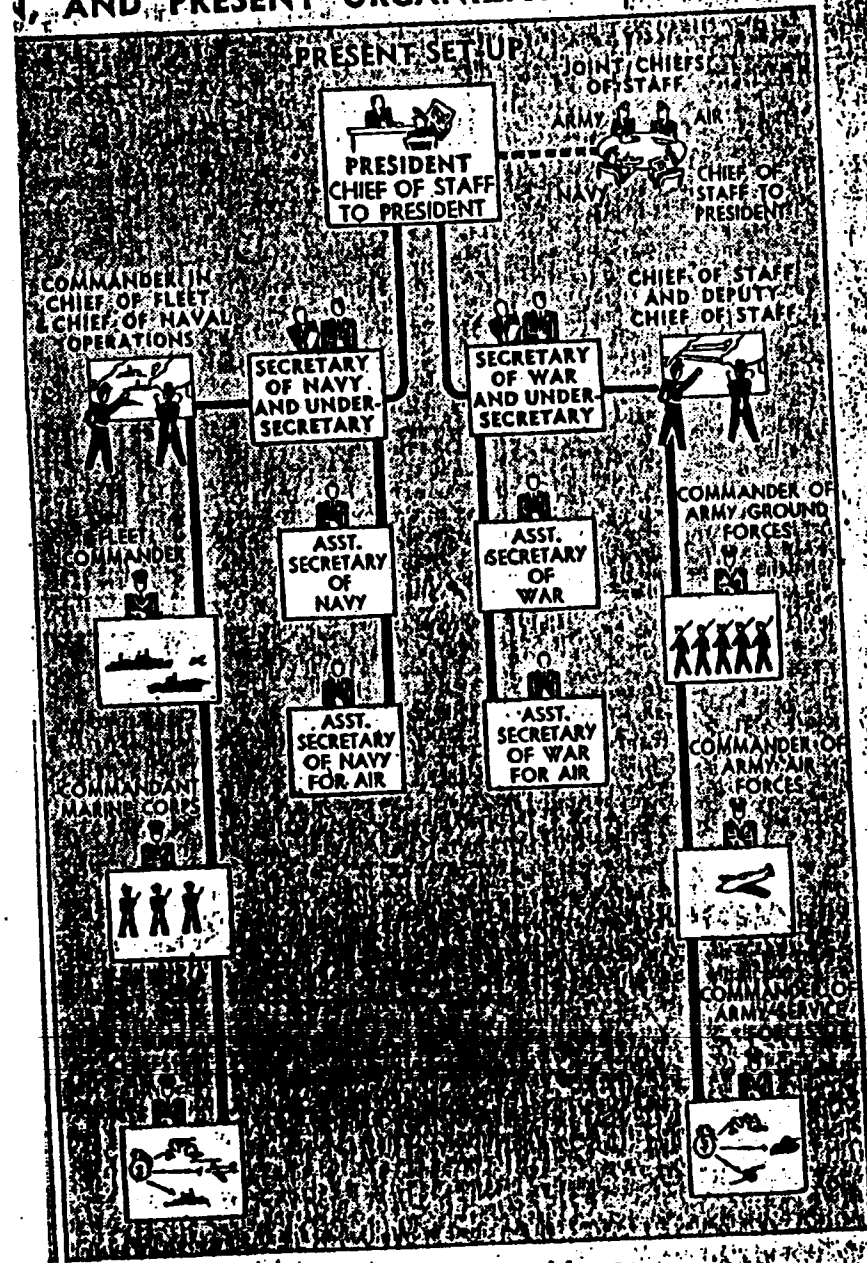 AND PRESENT
PRESENT SET UP
JOINT CHIEFS
OF STAFF
ARMY
AIR
NAVY
CHIEF OF
STAFF TO
PRESIDENT
PRESIDENT
CHIEF OF STAFF
TO PRESIDENT
COMMANDER IN
CHIEF OF FLEET
& CHIEF OF NAVAL
OPERATIONS
SECRETARY
OF NAVY
AND UNDER-
SECRETARY
SECRETARY
OF WAR
AND UNDER-
SECRETARY
CHIEF OF STAFF
AND DEPUTY
CHIEF OF STAFF
FLEET
COMMANDER
ASST.
SECRETARY
OF
NAVY
ASST.
SECRETARY
OF
WAR
COMMANDER OF
ARMY GROUND
FORCES
COMMANDANT
MARINE CORPS
ASST.
SECRETARY
OF NAVY
FOR AIR
ASST.
SECRETARY
OF WAR
FOR AIR
COMMANDER OF
ARMY AIR
FORCES
COMMANDER OF
ARMY SERVICE
FORCES